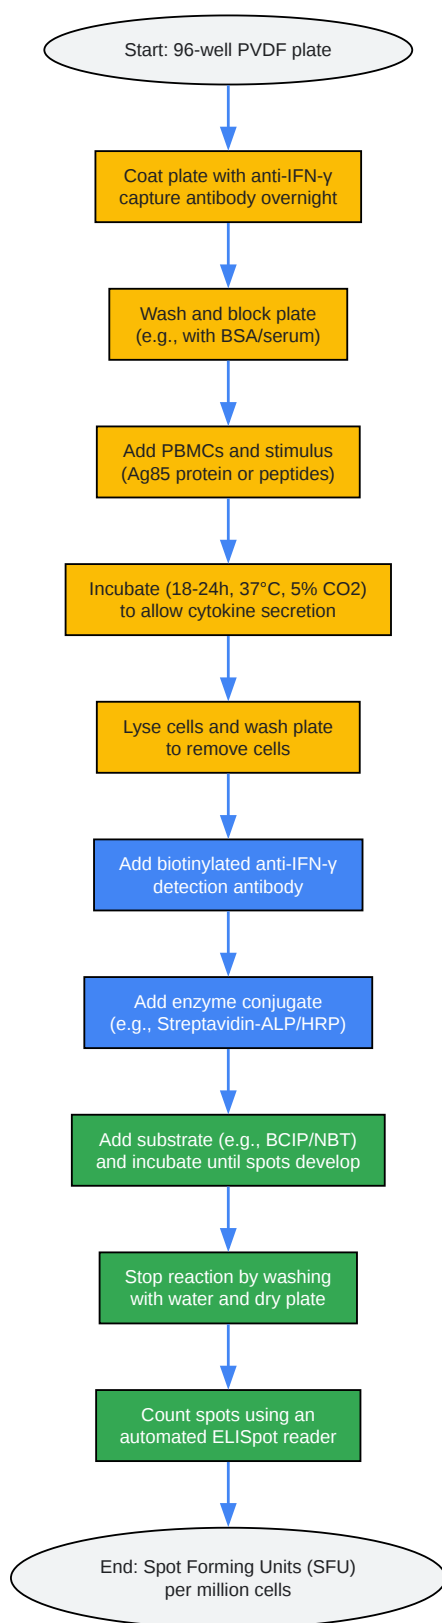 Start: 96-well PVDF plate
Coat plate with anti-IFN-γ
capture antibody overnight
Wash and block plate
(e.g., with BSA/serum)
Add PBMCs and stimulus
(Ag85 protein or peptides)
Incubate (18-24h, 37°C, 5% CO2)
to allow cytokine secretion
Lyse cells and wash plate
to remove cells
Add biotinylated anti-IFN-γ
detection antibody
Add enzyme conjugate
(e.g., Streptavidin-ALP/HRP)
Add substrate (e.g., BCIP/NBT)
and incubate until spots develop
Stop reaction by washing
with water and dry plate
Count spots using an
automated ELISpot reader
End: Spot Forming Units (SFU)
per million cells